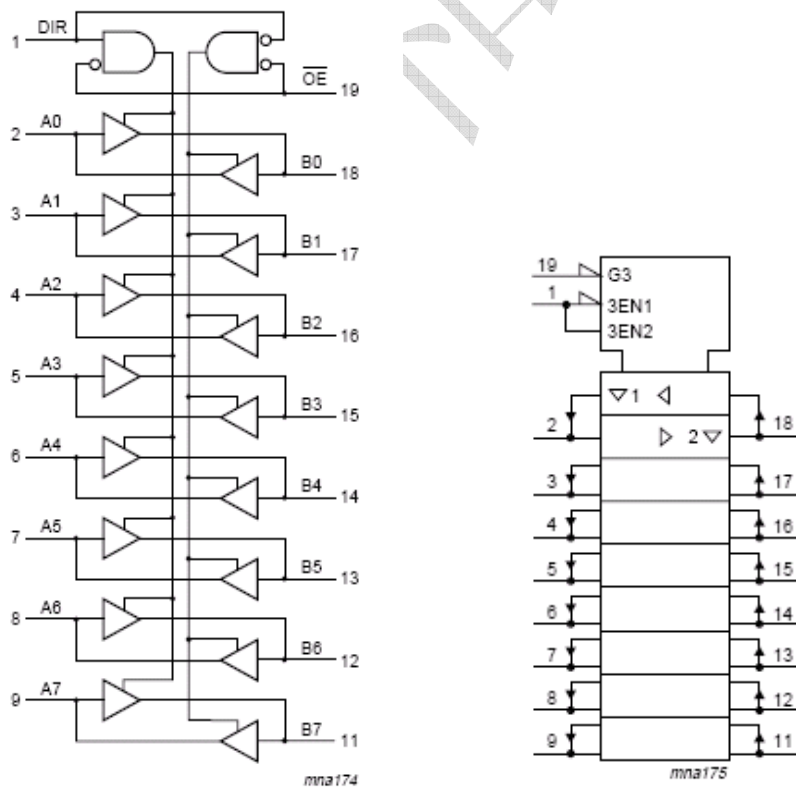 1 DIR
OE 19
2 A0
B0 18
3 A1
B1 17
4 A2
B2 16
5 A3
B3 15
6 A4
B4 14
7 A5
B5 13
8 A6
B6 12
9 A7
B7 11
mna174
19 G3
1 3EN1
3EN2
1
2 2 18
3 17
4 16
5 15
6 14
7 13
8 12
9 11
mna175